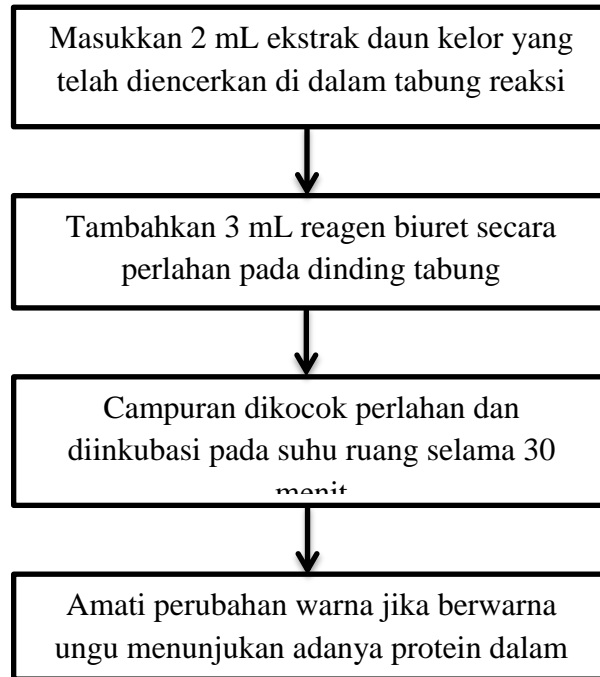 Masukkan 2 mL ekstrak daun kelor yang
telah diencerkan di dalam tabung reaksi
Tambahkan 3 mL reagen biuret secara
perlahan pada dinding tabung
Campuran dikocok perlahan dan
diinkubasi pada suhu ruang selama 30
menit
Amati perubahan warna jika berwarna
ungu menunjukan adanya protein dalam